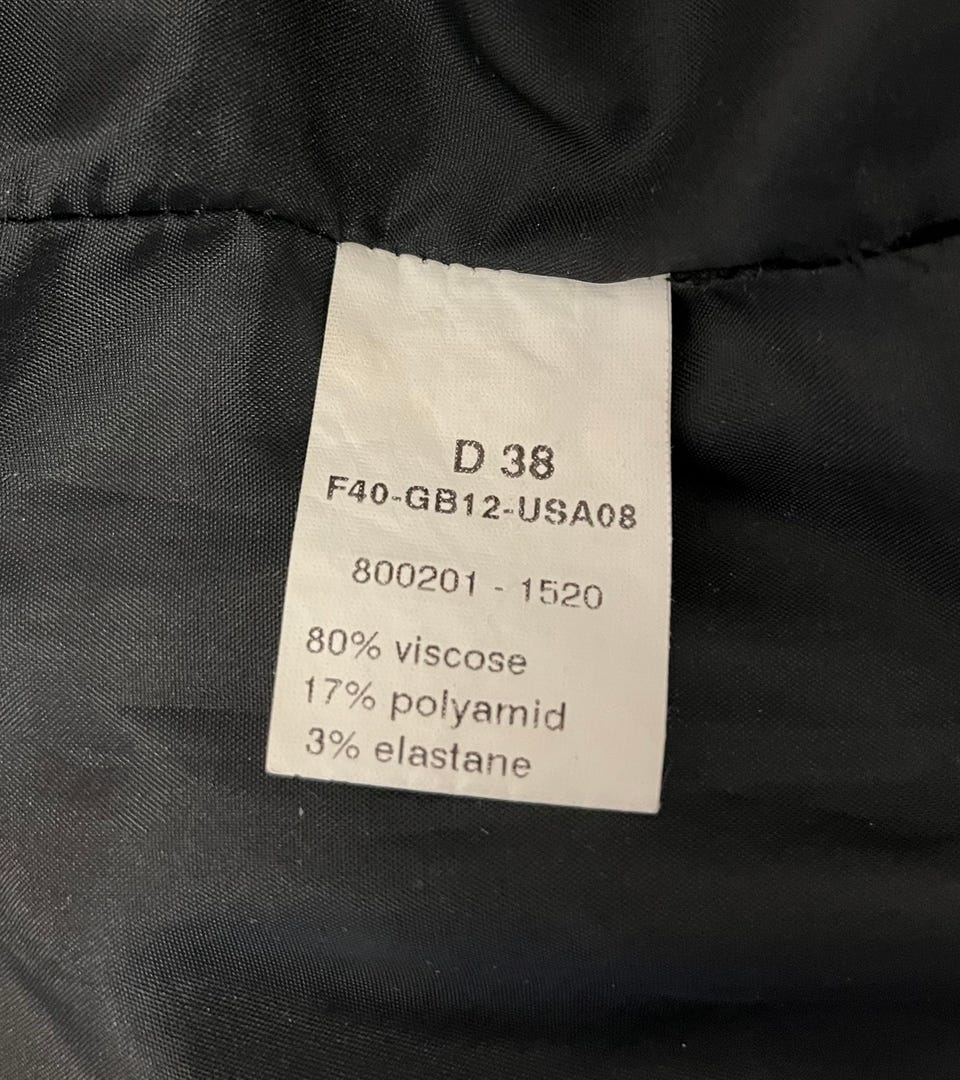 D 38
F40-GB12-USA08
800201 - 1520
80% viscose
17% polyamid
3% elastane